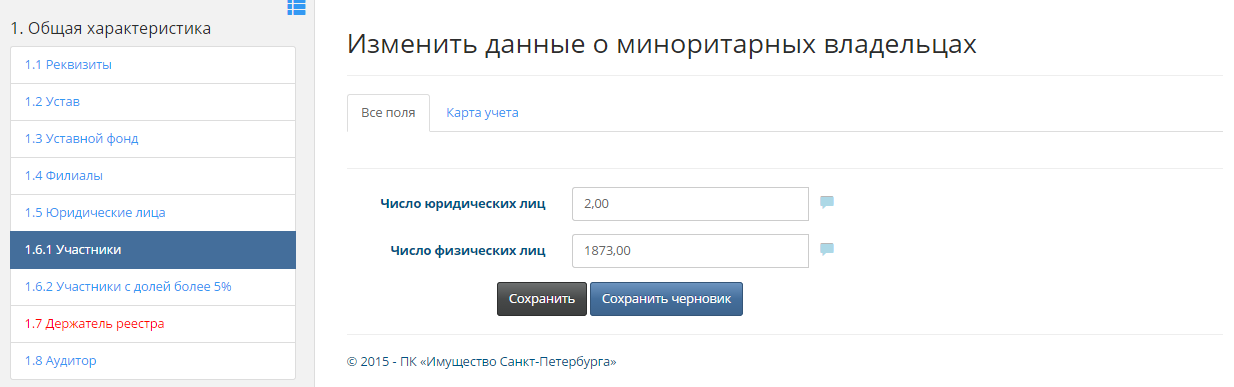 1. Общая характеристика
1.1 Реквизиты
1.2 Устав
1.3 Уставной фонд
1.4 Филиалы
1.5 Юридические лица
1.6.1 Участники
1.6.2 Участники с долей более 5%
1.7 Держатель реестра
1.8 Аудитор
Изменить данные о миноритарных владельцах
Все поля
Карта учета
Число юридических лиц
2,00
Число физических лиц
1873,00
Сохранить
Сохранить черновик
© 2015 - ПК «Имущество Санкт-Петербурга»